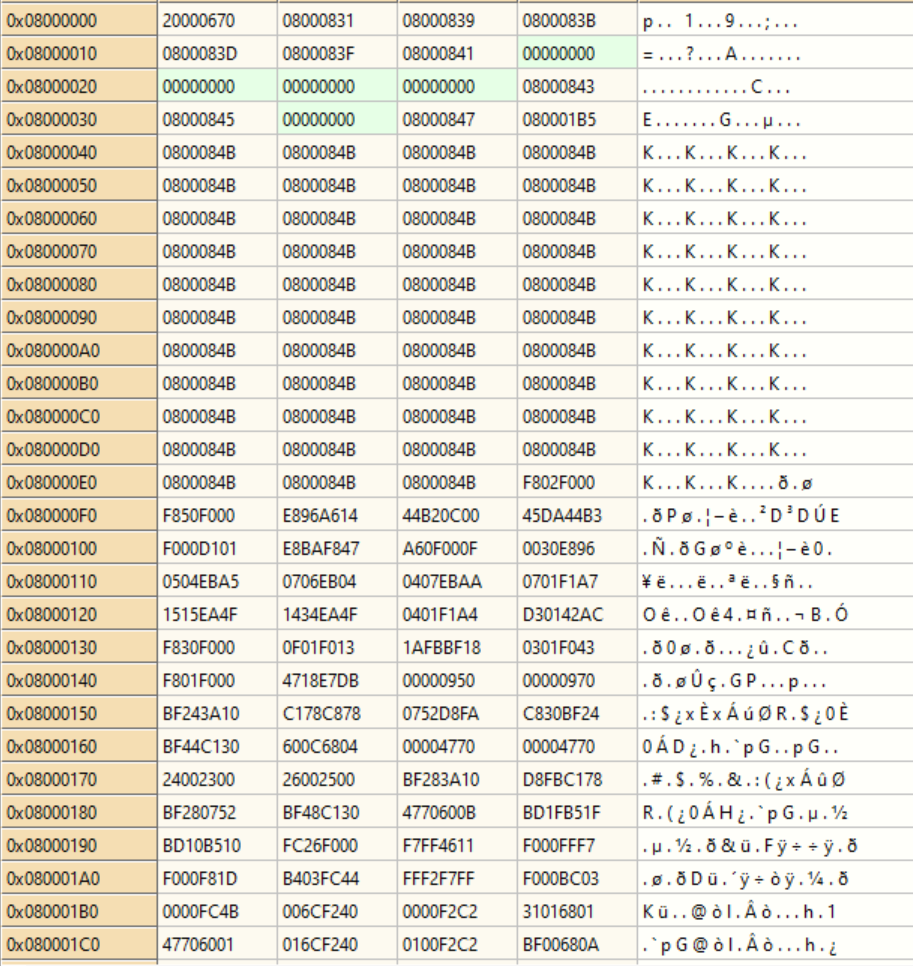 0x08000000 20000670 08000831 08000839 0800083B p.. 1...9...;...
0x08000010 0800083D 0800083F 08000841 00000000 =...?...A.......
0x08000020 00000000 00000000 00000000 08000843 ............C...
0x08000030 08000845 00000000 08000847 080001B5 E.......G...µ...
0x08000040 0800084B 0800084B 0800084B 0800084B K...K...K...K...
0x08000050 0800084B 0800084B 0800084B 0800084B K...K...K...K...
0x08000060 0800084B 0800084B 0800084B 0800084B K...K...K...K...
0x08000070 0800084B 0800084B 0800084B 0800084B K...K...K...K...
0x08000080 0800084B 0800084B 0800084B 0800084B K...K...K...K...
0x08000090 0800084B 0800084B 0800084B 0800084B K...K...K...K...
0x080000A0 0800084B 0800084B 0800084B 0800084B K...K...K...K...
0x080000B0 0800084B 0800084B 0800084B 0800084B K...K...K...K...
0x080000C0 0800084B 0800084B 0800084B 0800084B K...K...K...K...
0x080000D0 0800084B 0800084B 0800084B 0800084B K...K...K...K...
0x080000E0 0800084B 0800084B 0800084B F802F000 K...K...K....ð.ø
0x080000F0 F850F000 E896A614 44B20C00 45DA44B3 .ðPø.¦–è..²D³DÚE
0x08000100 F000D101 E8BAF847 A60F000F 0030E896 .Ñ.ðGøºè...¦–è0.
0x08000110 0504EBA5 0706EB04 0407EBAA 0701F1A7 ¥ë...ë..ªë..§ñ..
0x08000120 1515EA4F 1434EA4F 0401F1A4 D30142AC Oê..Oê4.¤ñ..¬B.Ó
0x08000130 F830F000 0F01F013 1AFBBF18 0301F043 .ð0ø.ð...¿û.Cð..
0x08000140 F801F000 4718E7DB 00000950 00000970 .ð.øÛç.GP...p...
0x08000150 BF243A10 C178C878 0752D8FA C830BF24 .:$¿xÈxÁúØR.$¿0È
0x08000160 BF44C130 600C6804 00004770 00004770 0ÁD¿.h.`pG..pG..
0x08000170 24002300 26002500 BF283A10 D8FBC178 .#.$.%.&.:(¿xÁûØ
0x08000180 BF280752 BF48C130 4770600B BD1FB51F R.(¿0ÁH¿.`pG.µ.½
0x08000190 BD10B510 FC26F000 F7FF4611 F000FFF7 .µ.½.ð&ü.Fÿ÷÷ÿ.ð
0x080001A0 F000F81D B403FC44 FFF2F7FF F000BC03 .ø.ðDü.´ÿ÷òÿ.¼.ð
0x080001B0 0000FC4B 006CF240 0000F2C2 31016801 Kü..@òl.Âò...h.1
0x080001C0 47706001 016CF240 0100F2C2 BF00680A .`pG@òl.Âò...h.¿